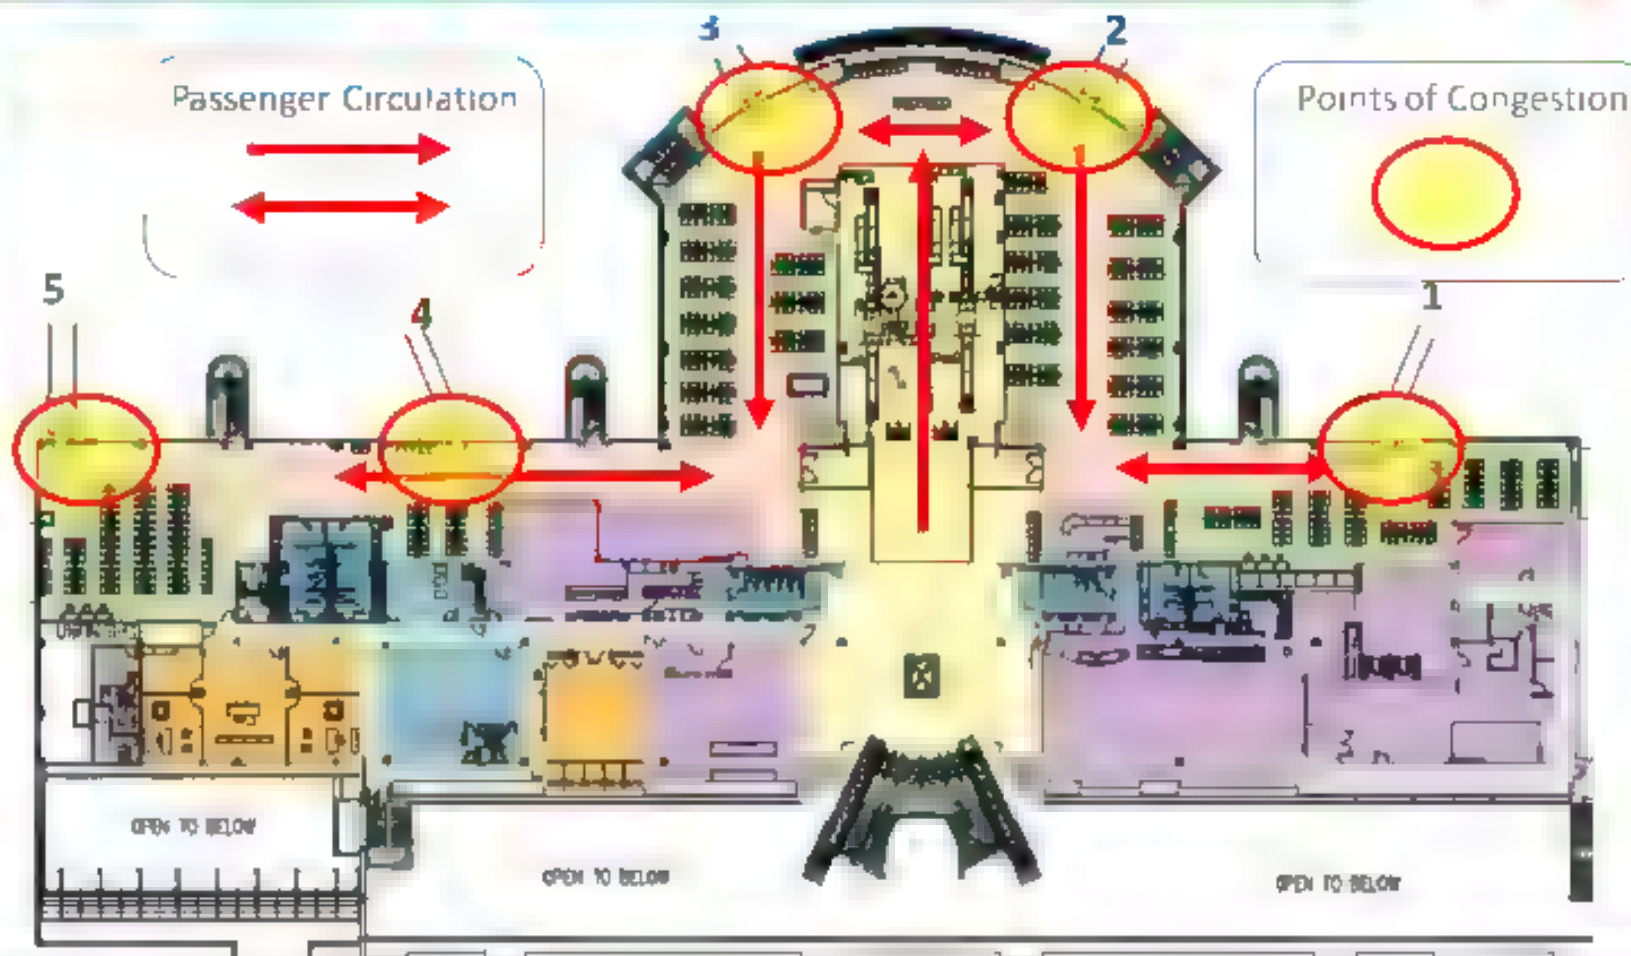 3
2
Passenger Circulation
Points of Congestion
5
4
1
OPEN TO BELOW
OPEN TO BELOW
OPEN TO BELOW